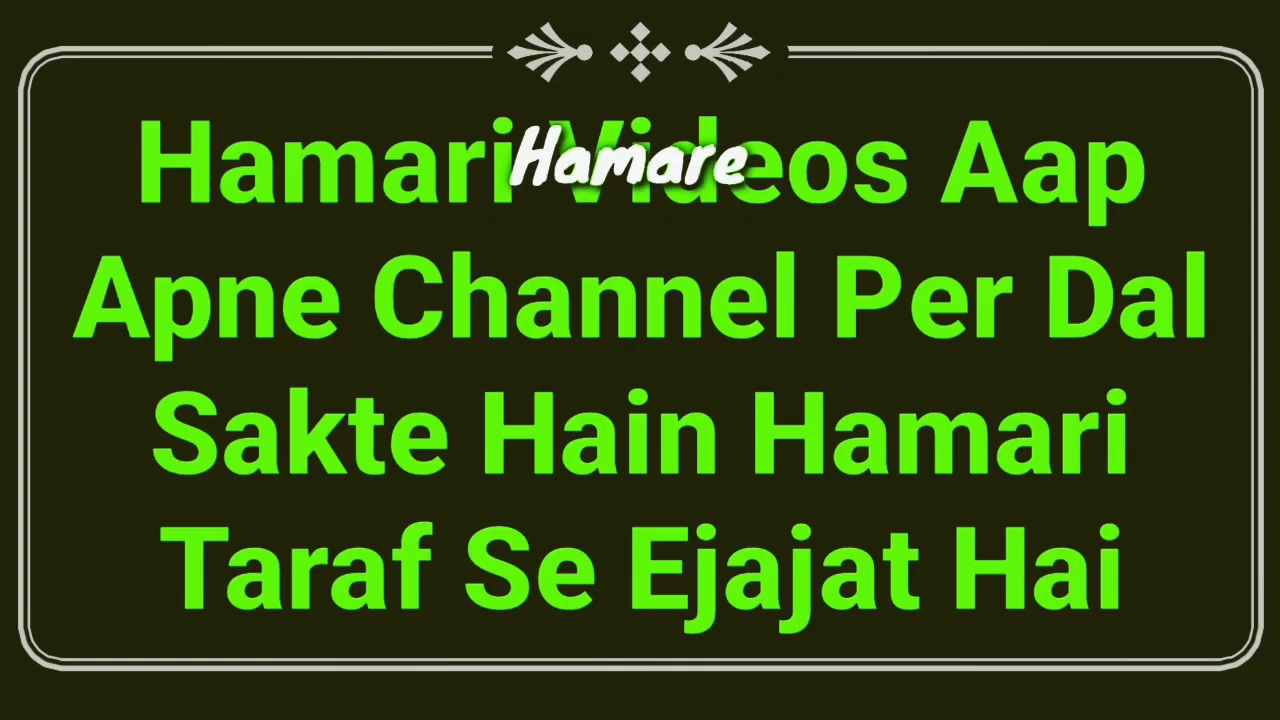 Hamari Videos Aap
Hamare
Apne Channel Per Dal
Sakte Hain Hamari
Taraf Se Ejajat Hai